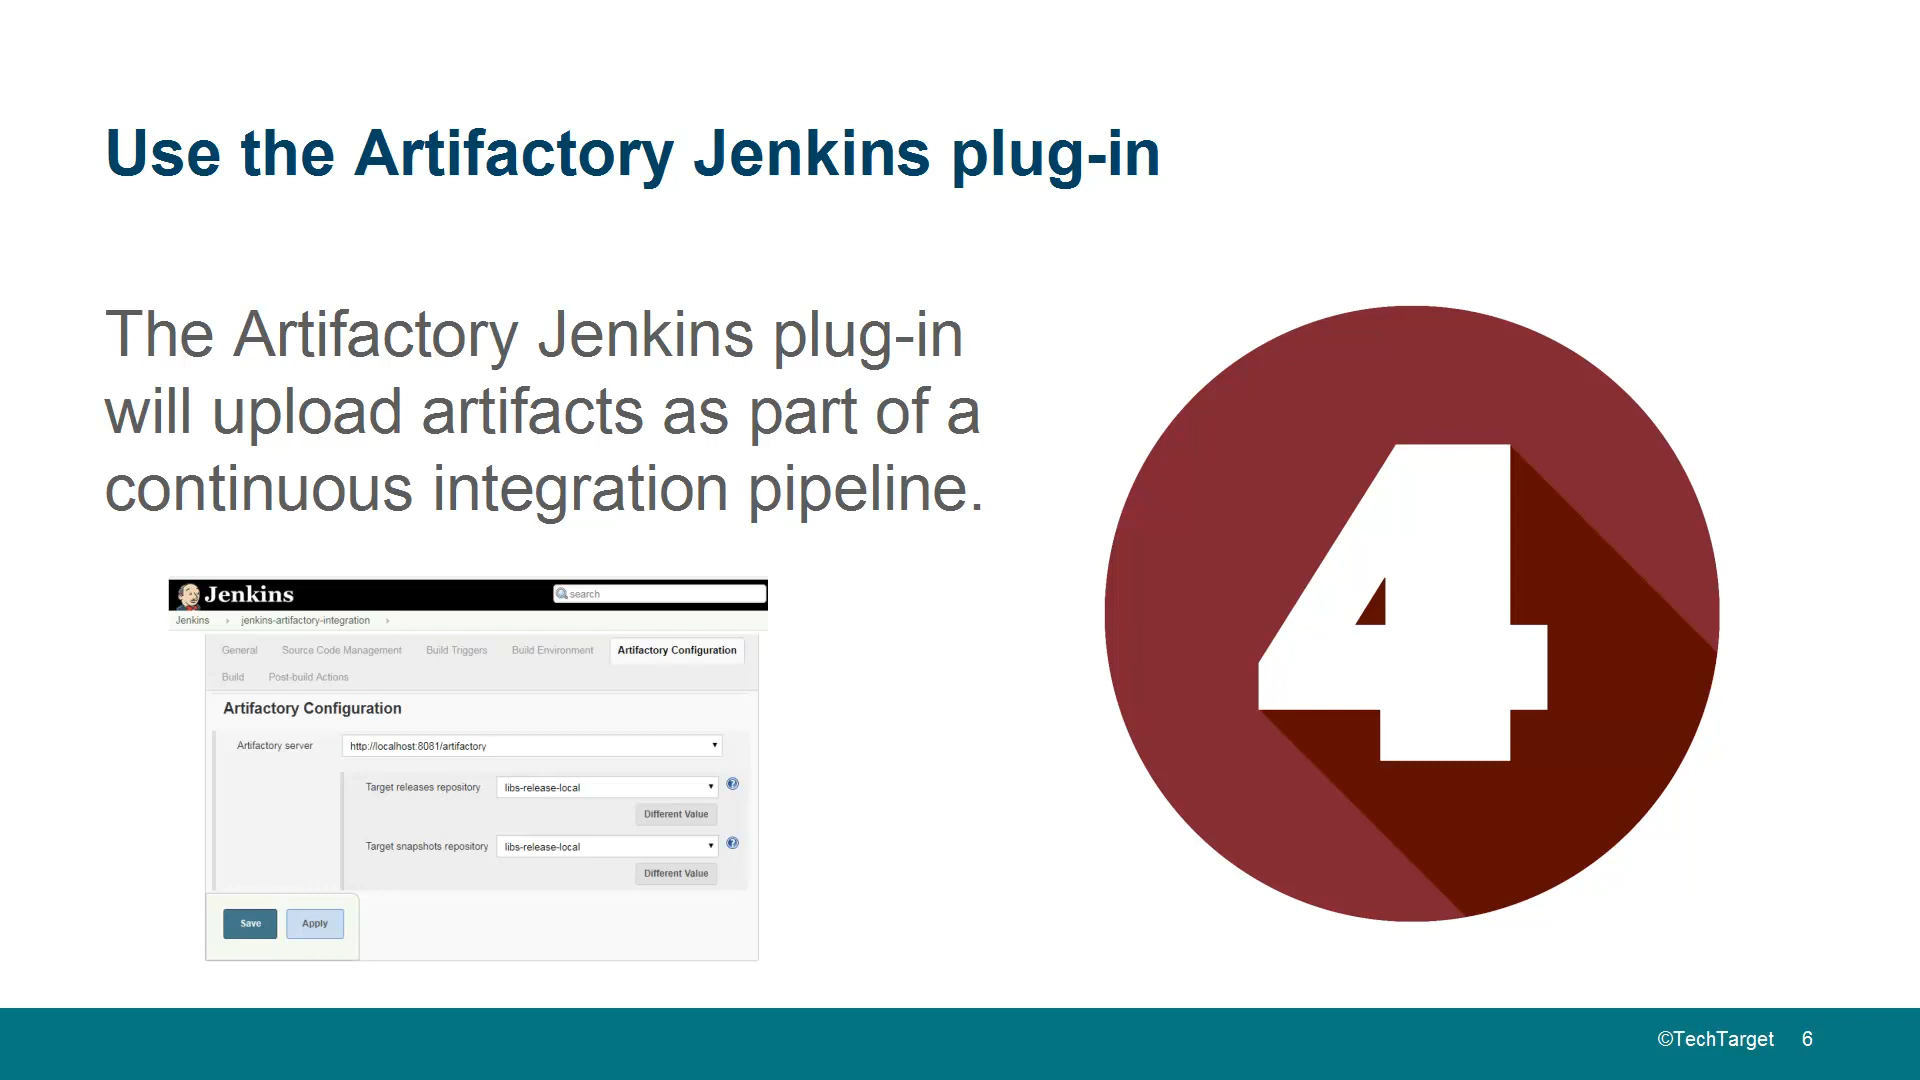 Use the Artifactory Jenkins plug-in
The Artifactory Jenkins plug-in
will upload artifacts as part of a
continuous integration pipeline.
Jenkins
search
Jenkins › jenkins-artifactory-integration ›
General Source Code Management Build Triggers Build Environment Artifactory Configuration
Build Post-build Actions
Artifactory Configuration
Artifactory server http://localhost:8081/artifactory
Target releases repository libs-release-local
Different Value
Target snapshots repository libs-release-local
Different Value
Save Apply
4
©TechTarget 6